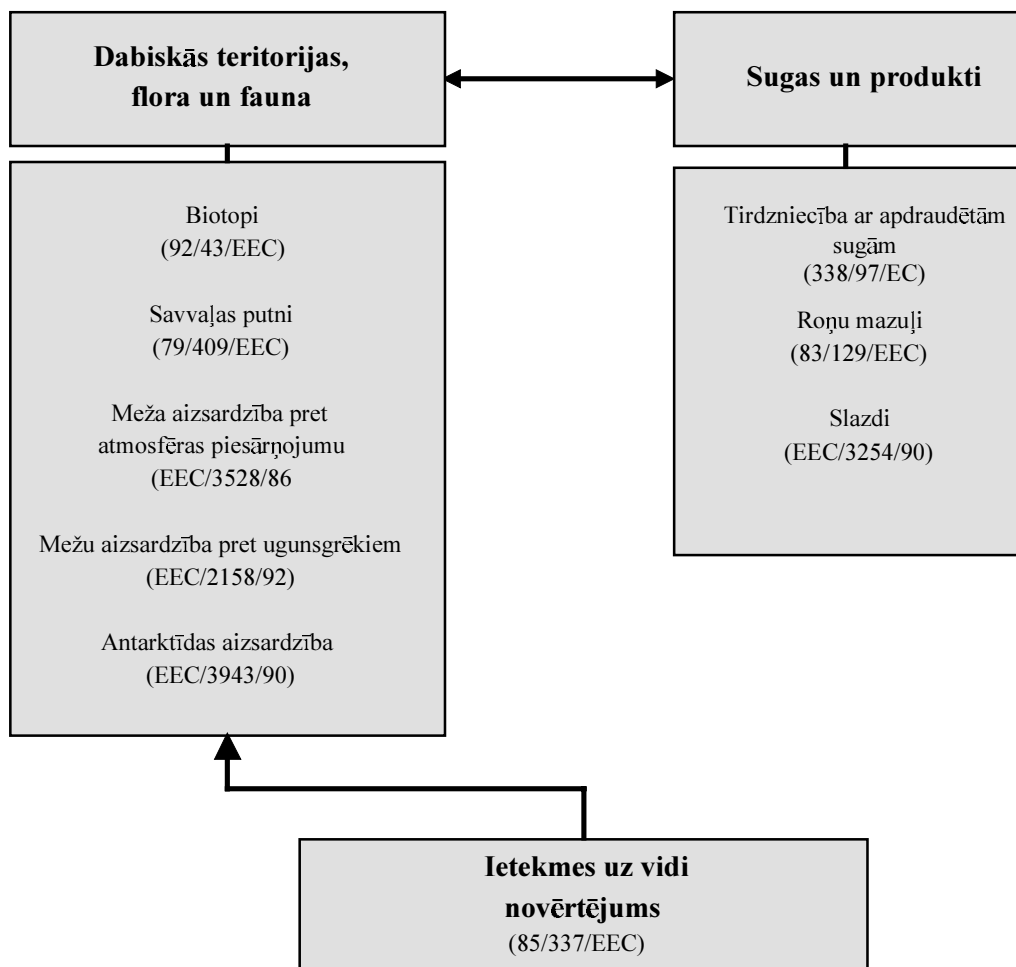 Dabiskās teritorijas,
flora un fauna
Biotopi
(92/43/EEC)
Savvaļas putni
(79/409/EEC)
Meža aizsardzība pret
atmosfēras piesārņojumu
(EEC/3528/86
Mežu aizsardzība pret ugunsgrēkiem
(EEC/2158/92)
Antarktīdas aizsardzība
(EEC/3943/90)
Sugas un produkti
Tirdzniecība ar apdraudētām
sugām
(338/97/EC)
Roņu mazuļi
(83/129/EEC)
Slazdi
(EEC/3254/90)
Ietekmes uz vidi
novērtējums
(85/337/EEC)